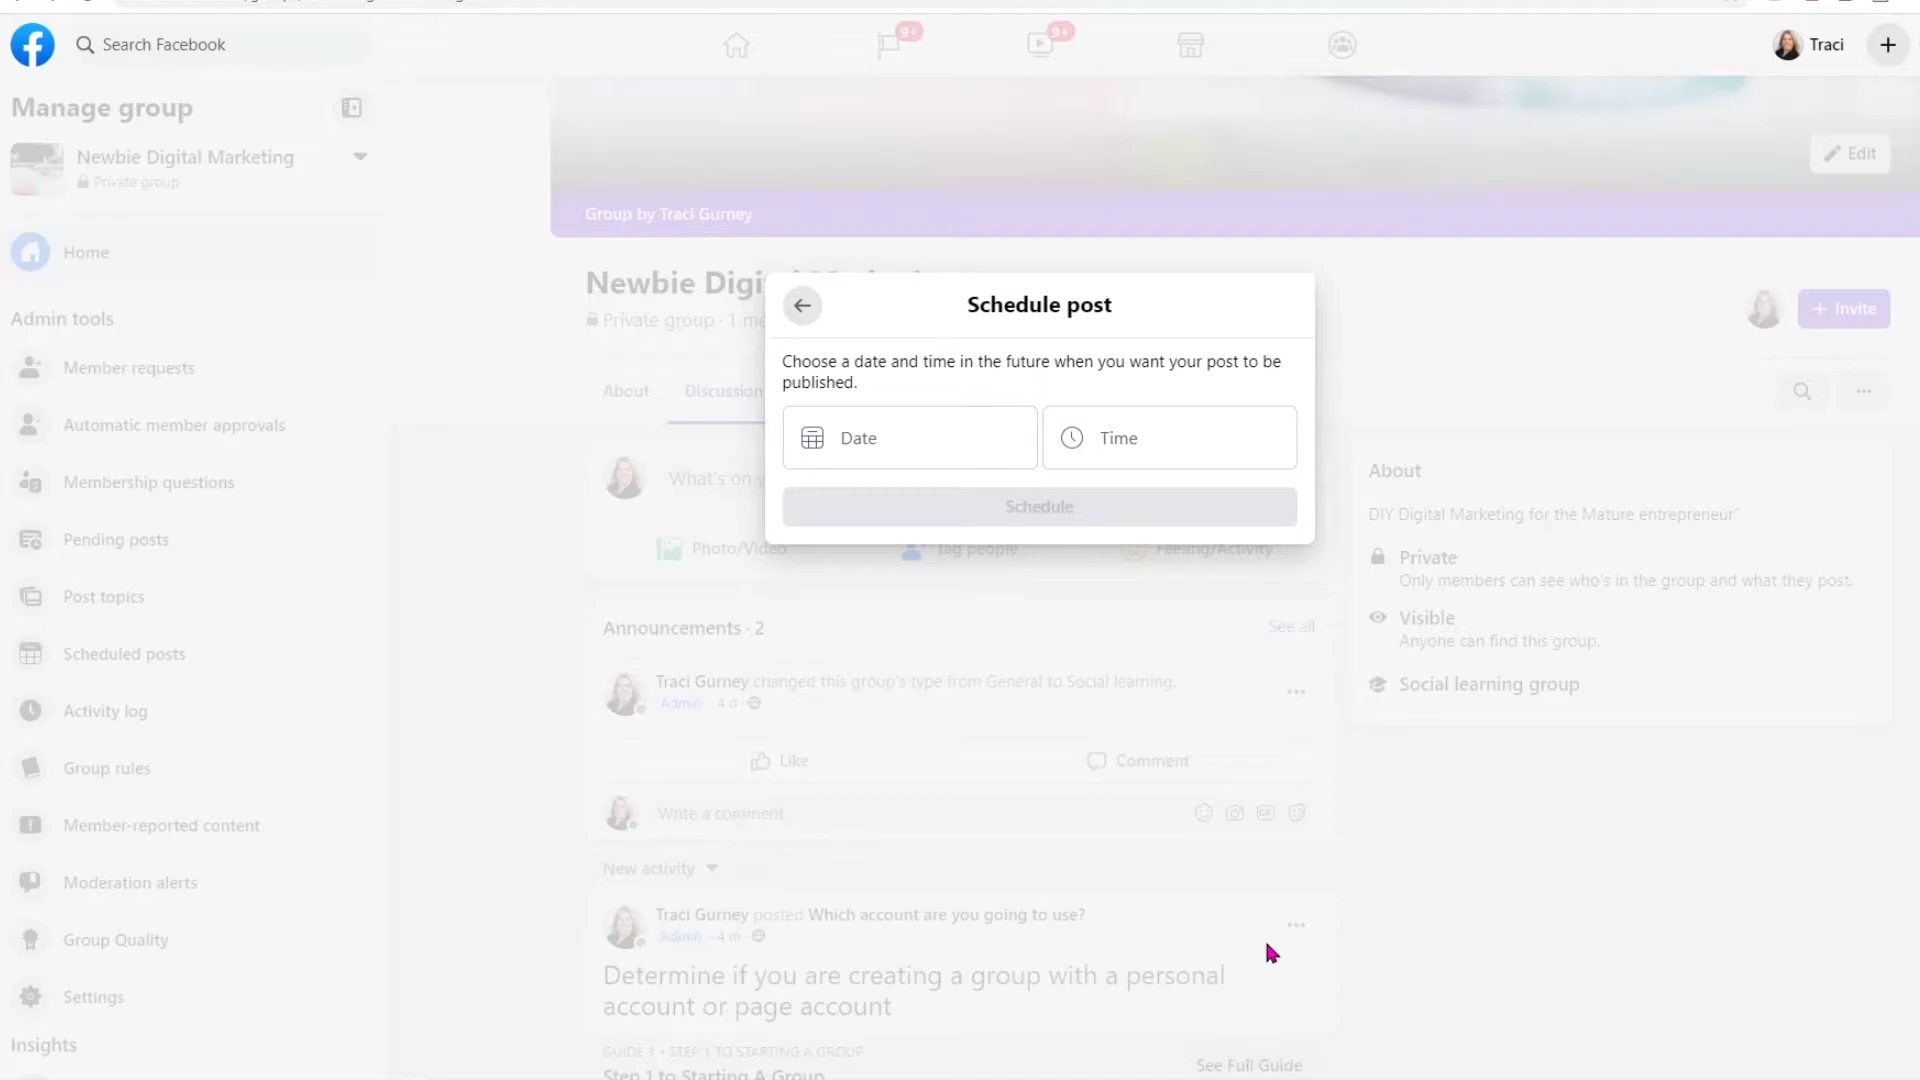 Search Facebook
9+
9+
Traci
Manage group
Newbie Digital Marketing
Private group
Home
Admin tools
Member requests
Automatic member approvals
Membership questions
Pending posts
Post topics
Scheduled posts
Activity log
Group rules
Member-reported content
Moderation alerts
Group Quality
Settings
Insights
Edit
Group by Traci Gurney
Newbie Digi
Private group · 1 me
Invite
About
Discussion
Schedule post
Choose a date and time in the future when you want your post to be
published.
Date
Time
Schedule
What's on y
Photo/Video
Tag people
Feeling/Activity
Announcements · 2
See all
Traci Gurney changed this group's type from General to Social learning.
Admin · 4 d ·
Like
Comment
Write a comment
GIF
New activity
Traci Gurney posted Which account are you going to use?
Admin · 4 m ·
Determine if you are creating a group with a personal
account or page account
GUIDE 1 • STEP 1 TO STARTING A GROUP
Step 1 to Starting A Group
See Full Guide
About
DIY Digital Marketing for the Mature entrepreneur"
Private
Only members can see who's in the group and what they post.
Visible
Anyone can find this group.
Social learning group